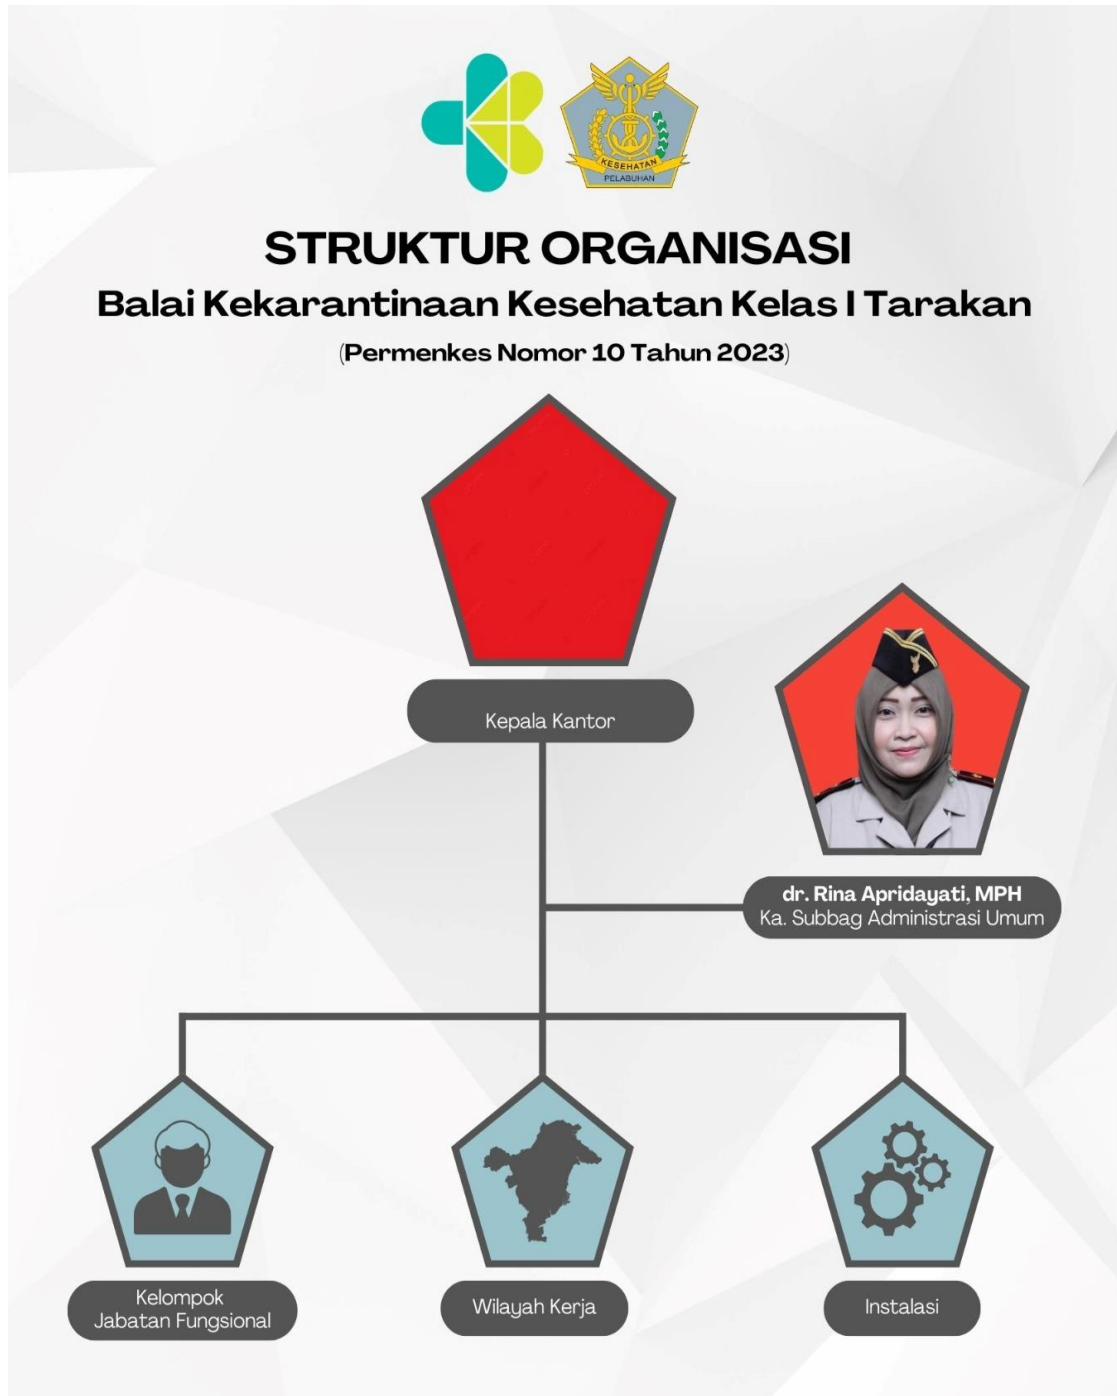 KESEHATAN
PELABUHAN
STRUKTUR ORGANISASI
Balai Kekarantinaan Kesehatan Kelas I Tarakan
(Permenkes Nomor 10 Tahun 2023)
Kepala Kantor
dr. Rina Apridayati, MPH
Ka. Subbag Administrasi Umum
Kelompok
Jabatan Fungsional
Wilayah Kerja
Instalasi